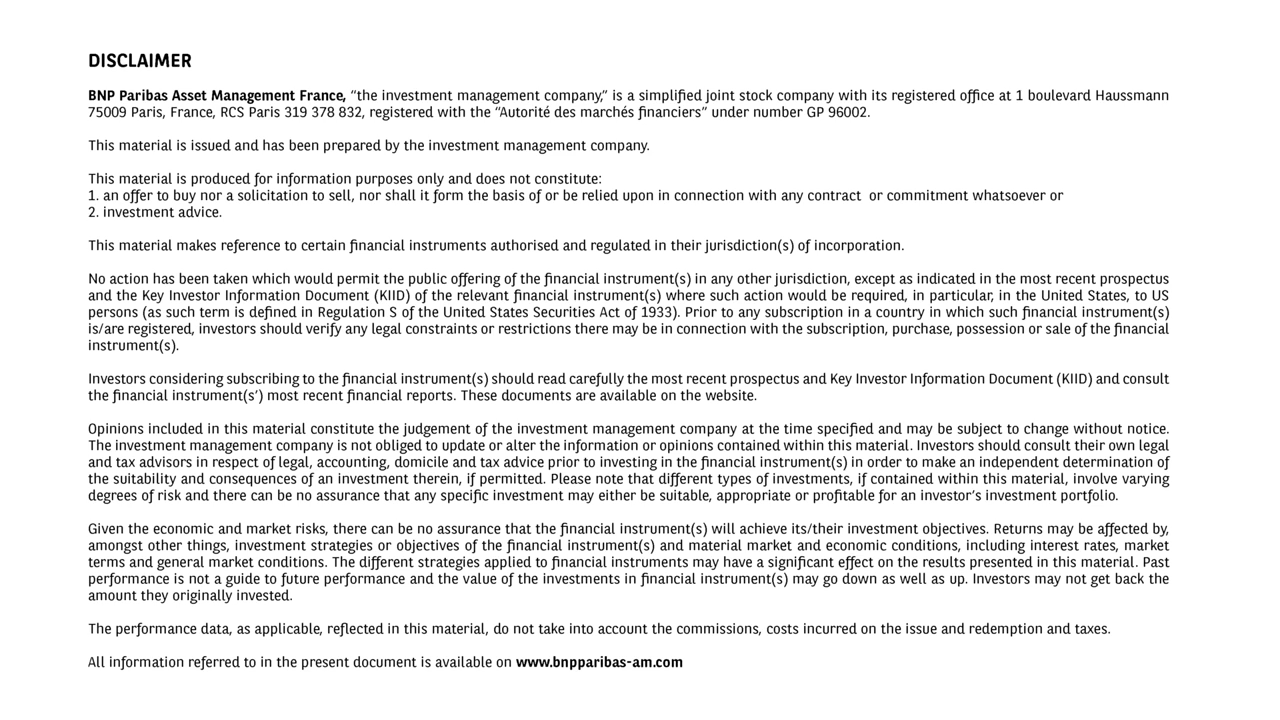 DISCLAIMER
BNP Paribas Asset Management France, “the investment management company,” is a simplified joint stock company with its registered office at 1 boulevard Haussmann
75009 Paris, France, RCS Paris 319 378 832, registered with the “Autorité des marchés financiers” under number GP 96002.
This material is issued and has been prepared by the investment management company.
This material is produced for information purposes only and does not constitute:
1. an offer to buy nor a solicitation to sell, nor shall it form the basis of or be relied upon in connection with any contract or commitment whatsoever or
2. investment advice.
This material makes reference to certain financial instruments authorised and regulated in their jurisdiction(s) of incorporation.
No action has been taken which would permit the public offering of the financial instrument(s) in any other jurisdiction, except as indicated in the most recent prospectus
and the Key Investor Information Document (KIID) of the relevant financial instrument(s) where such action would be required, in particular, in the United States, to US
persons (as such term is defined in Regulation S of the United States Securities Act of 1933). Prior to any subscription in a country in which such financial instrument(s)
is/are registered, investors should verify any legal constraints or restrictions there may be in connection with the subscription, purchase, possession or sale of the financial
instrument(s).
Investors considering subscribing to the financial instrument(s) should read carefully the most recent prospectus and Key Investor Information Document (KIID) and consult
the financial instrument(s’) most recent financial reports. These documents are available on the website.
Opinions included in this material constitute the judgement of the investment management company at the time specified and may be subject to change without notice.
The investment management company is not obliged to update or alter the information or opinions contained within this material. Investors should consult their own legal
and tax advisors in respect of legal, accounting, domicile and tax advice prior to investing in the financial instrument(s) in order to make an independent determination of
the suitability and consequences of an investment therein, if permitted. Please note that different types of investments, if contained within this material, involve varying
degrees of risk and there can be no assurance that any specific investment may either be suitable, appropriate or profitable for an investor’s investment portfolio.
Given the economic and market risks, there can be no assurance that the financial instrument(s) will achieve its/their investment objectives. Returns may be affected by,
amongst other things, investment strategies or objectives of the financial instrument(s) and material market and economic conditions, including interest rates, market
terms and general market conditions. The different strategies applied to financial instruments may have a significant effect on the results presented in this material. Past
performance is not a guide to future performance and the value of the investments in financial instrument(s) may go down as well as up. Investors may not get back the
amount they originally invested.
The performance data, as applicable, reflected in this material, do not take into account the commissions, costs incurred on the issue and redemption and taxes.
All information referred to in the present document is available on www.bnpparibas-am.com